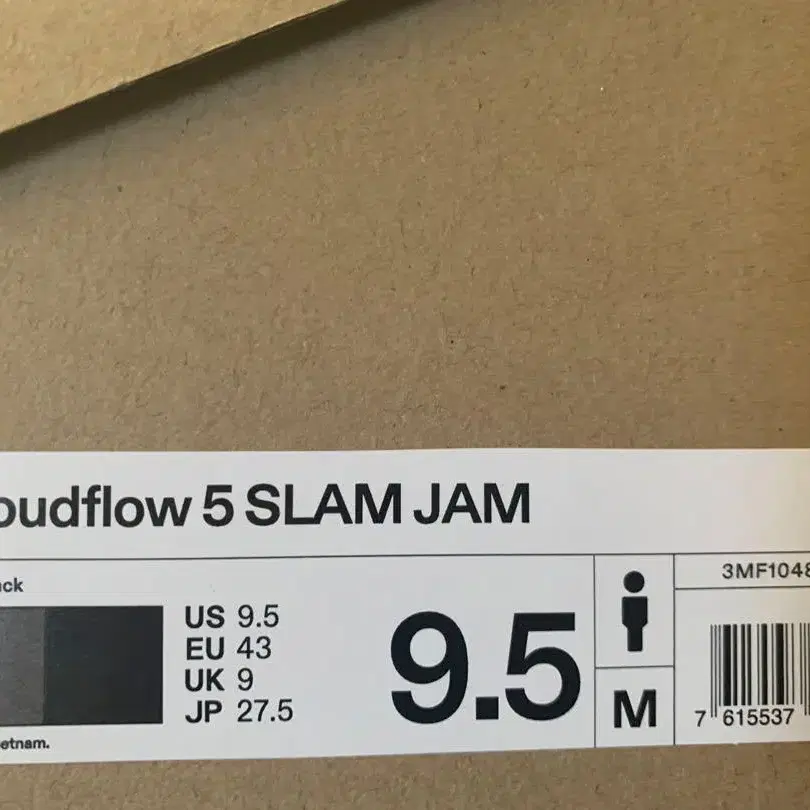 oudflow 5 SLAM JAM
ack
US 9.5
EU 43
UK 9
JP 27.5
9.5
M
3MF1048
7 615537
etnam.